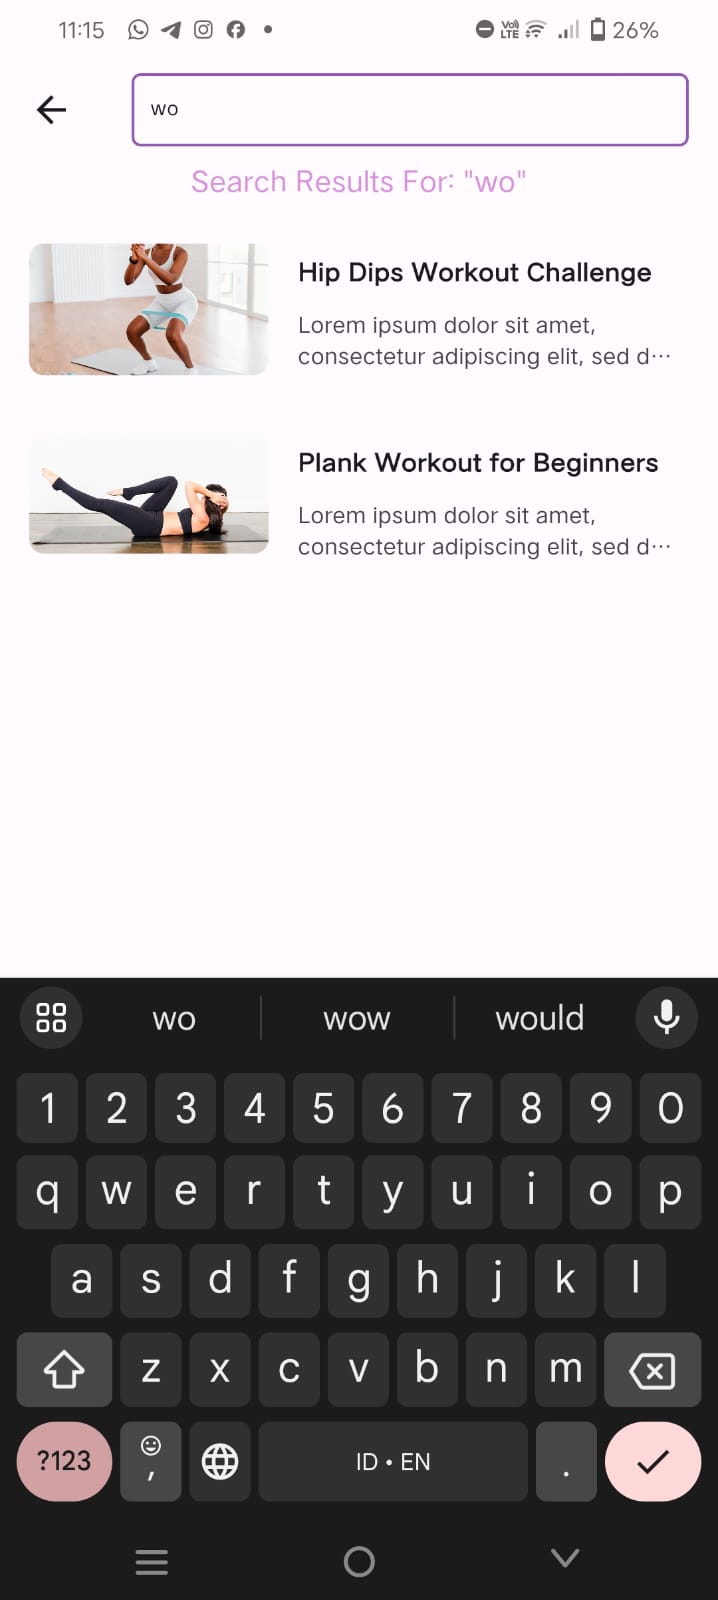 11:15 Vo) LTE 26%
wo
Search Results For: "wo"
Hip Dips Workout Challenge
Lorem ipsum dolor sit amet,
consectetur adipiscing elit, sed d...
Plank Workout for Beginners
Lorem ipsum dolor sit amet,
consectetur adipiscing elit, sed d...
wo wow would
1 2 3 4 5 6 7 8 9 0
q w e r t y u i o p
a s d f g h j k l
z x c v b n m
?123 , ID • EN .